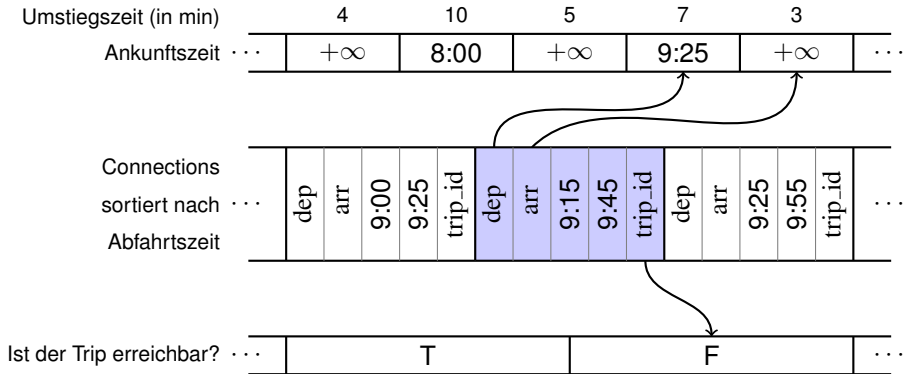 Umstiegszeit (in min) 4 10 5 7 3
Ankunftszeit ··· +∞ 8:00 +∞ 9:25 +∞ ···
Connections
sortiert nach
Abfahrtszeit
··· dep arr 9:00 9:25 trip_id dep arr 9:15 9:45 trip_id dep arr 9:25 9:55 trip_id ···
Ist der Trip erreichbar? ··· T F ···